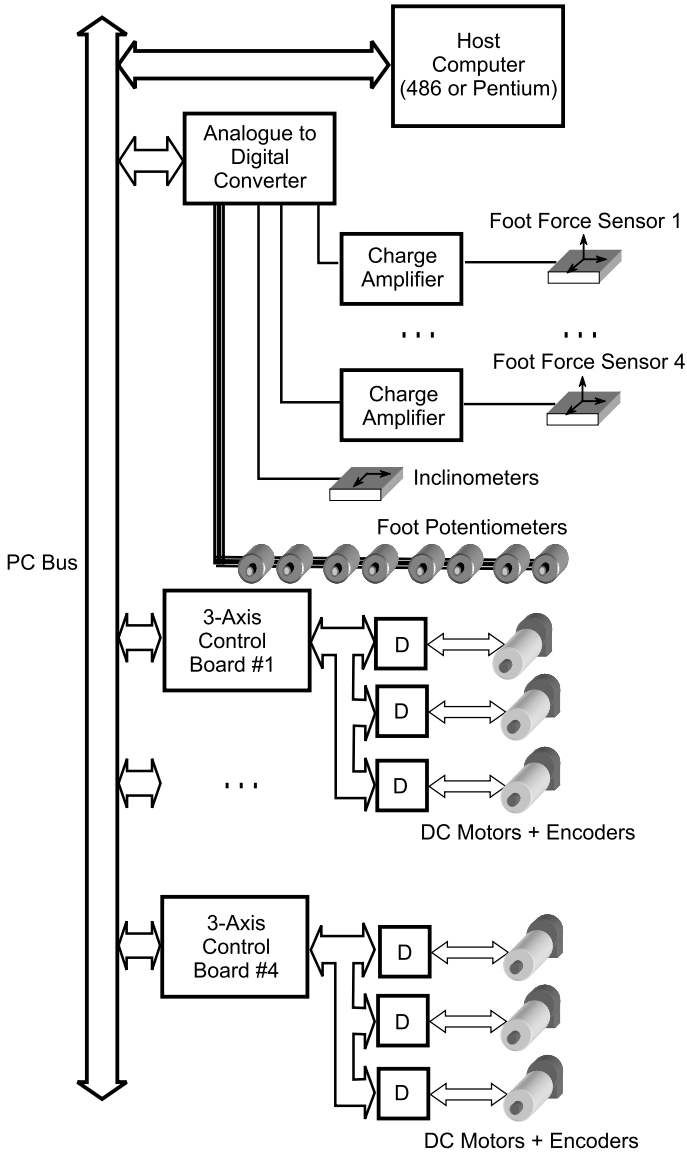 Host
Computer
(486 or Pentium)
Analogue to
Digital
Converter
Foot Force Sensor 1
Charge
Amplifier
. . .
. . .
Foot Force Sensor 4
Charge
Amplifier
Inclinometers
Foot Potentiometers
PC Bus
3-Axis
Control
Board #1
D
D
D
. . .
DC Motors + Encoders
3-Axis
Control
Board #4
D
D
D
DC Motors + Encoders